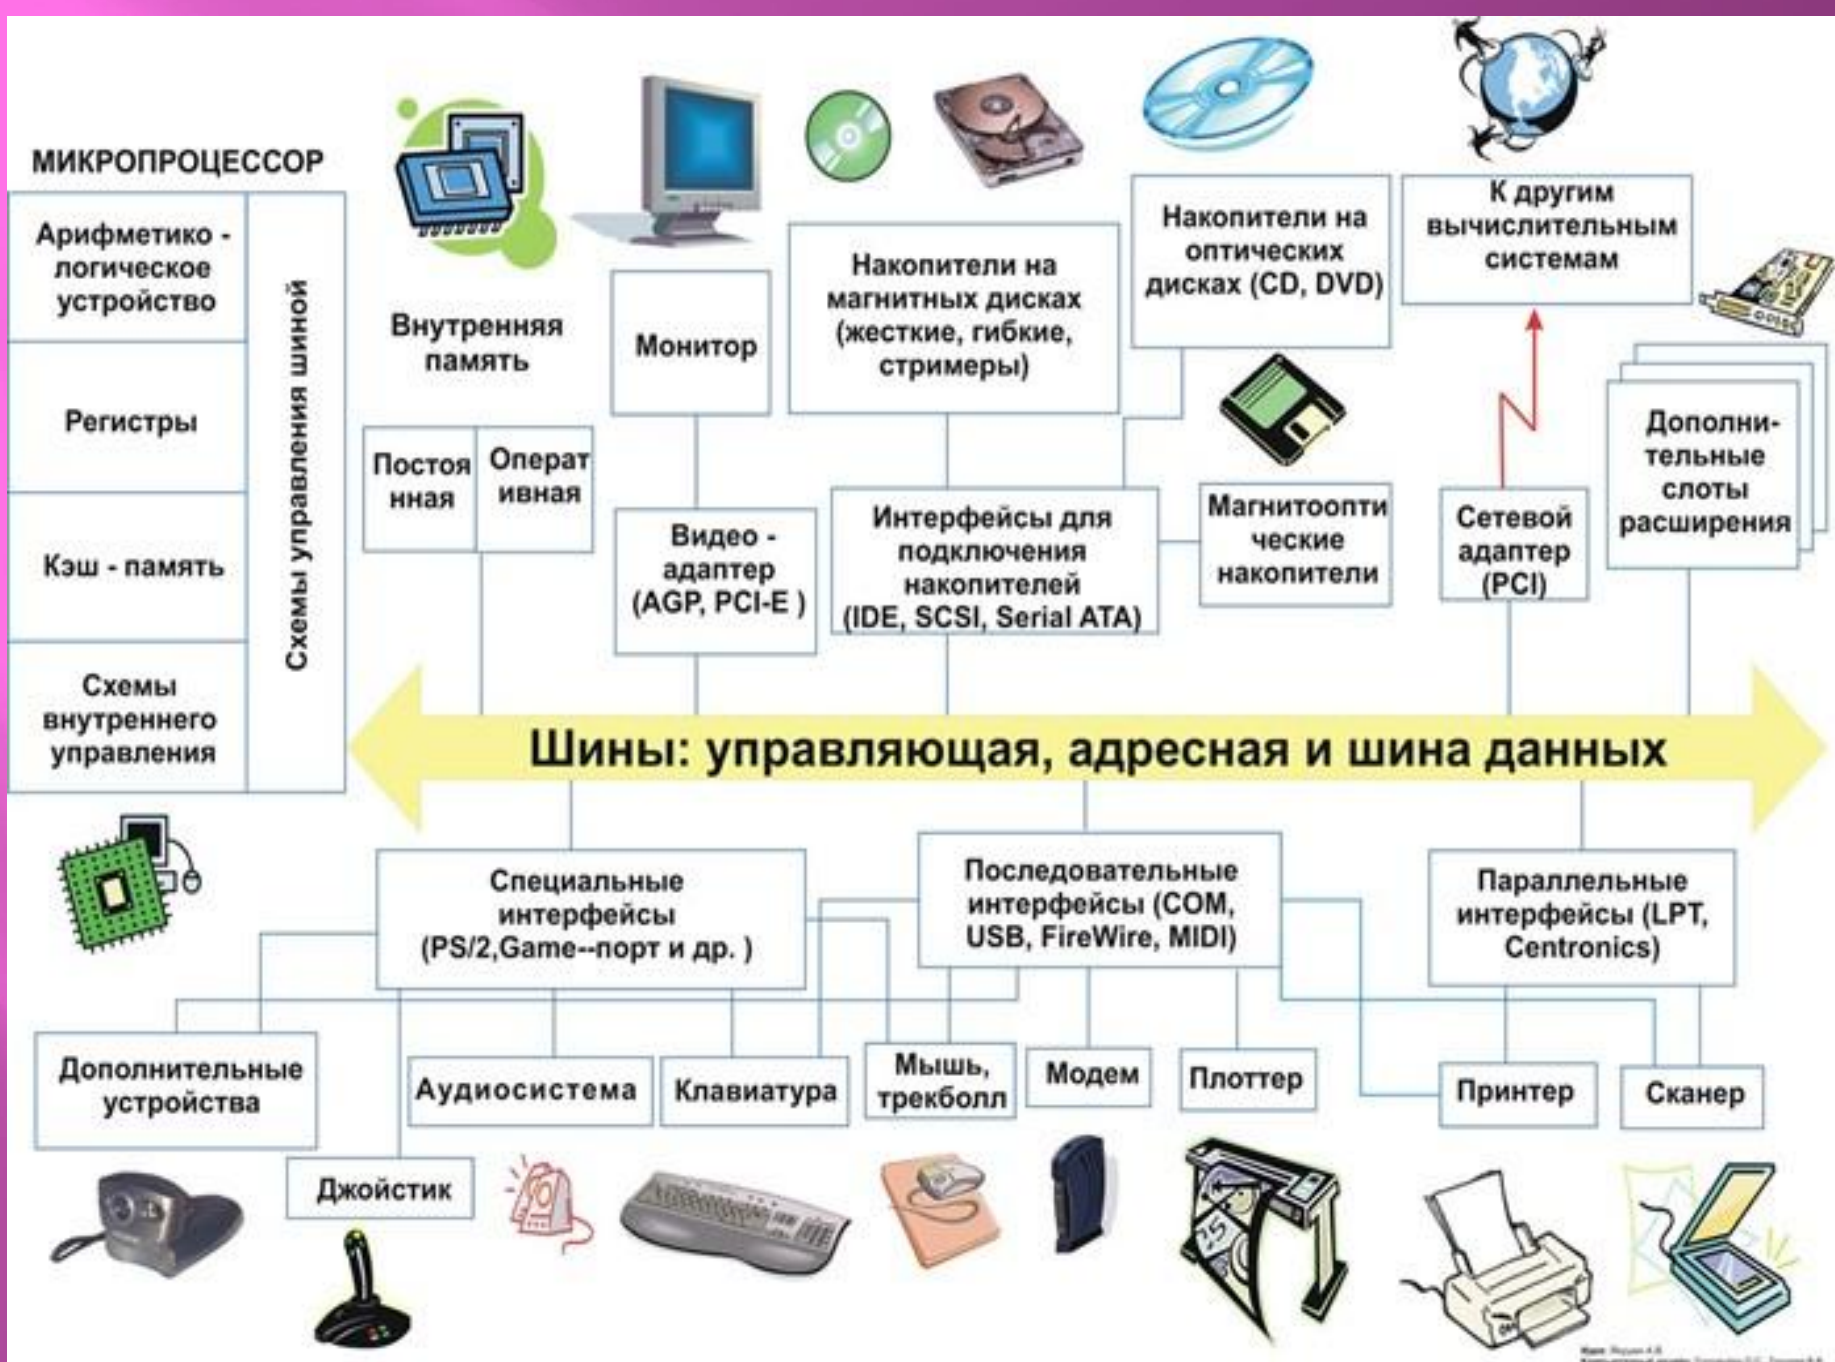 МИКРОПРОЦЕССОР
Арифметико -
логическое
устройство
Регистры
Кэш - память
Схемы
внутреннего
управления
Схемы управления шиной
Внутренняя
память
Постоя
нная
Операт
ивная
Монитор
Видео -
адаптер
(AGP, PCI-E )
Накопители на
магнитных дисках
(жесткие, гибкие,
стримеры)
Накопители на
оптических
дисках (CD, DVD)
Интерфейсы для
подключения
накопителей
(IDE, SCSI, Serial ATA)
Магнитоопти
ческие
накопители
К другим
вычислительным
системам
Сетевой
адаптер
(PCI)
Дополни-
тельные
слоты
расширения
Шины: управляющая, адресная и шина данных
Специальные
интерфейсы
(PS/2,Game--порт и др. )
Последовательные
интерфейсы (COM,
USB, FireWire, MIDI)
Параллельные
интерфейсы (LPT,
Centronics)
Дополнительные
устройства
Джойстик
Аудиосистема
Клавиатура
Мышь,
трекболл
Модем
Плоттер
Принтер
Сканер